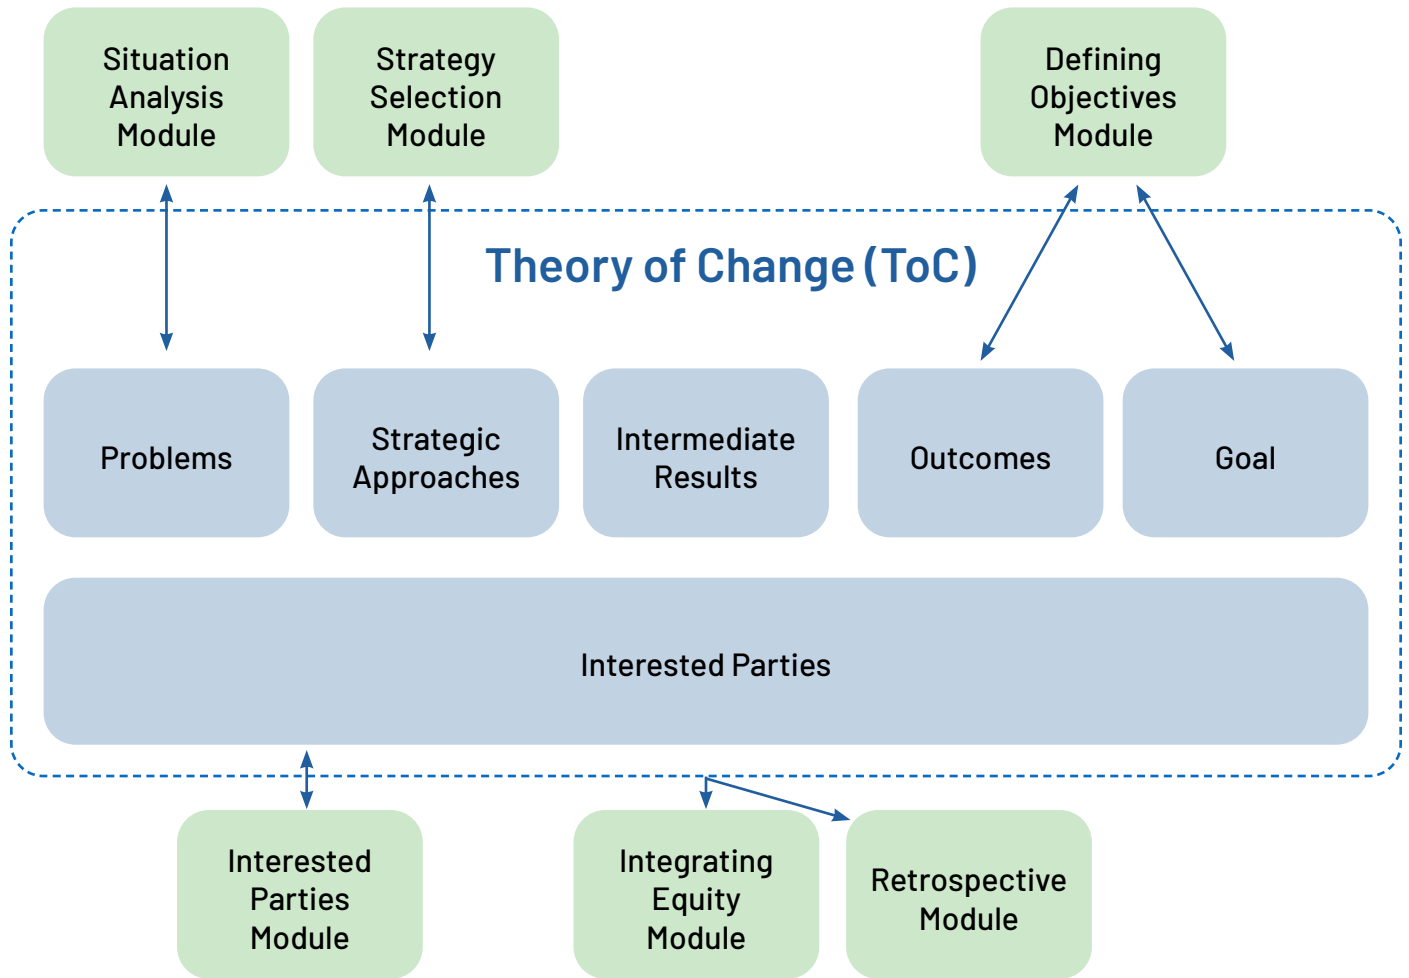 Situation
Analysis
Module
Strategy
Selection
Module
Defining
Objectives
Module
Theory of Change (ToC)
Problems
Strategic
Approaches
Intermediate
Results
Outcomes
Goal
Interested Parties
Interested
Parties
Module
Integrating
Equity
Module
Retrospective
Module